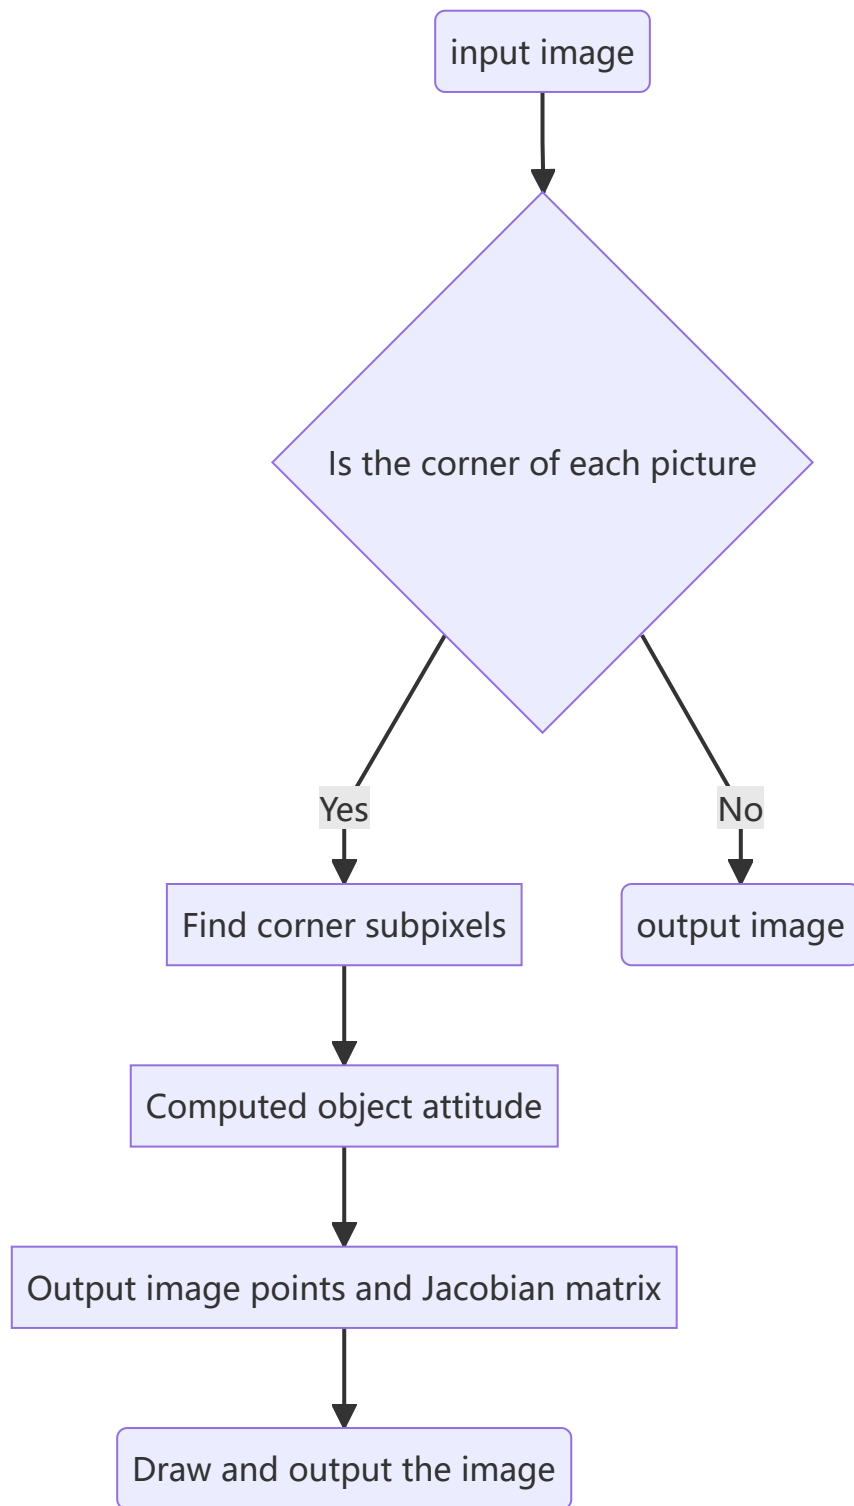 input image
Is the corner of each picture
Yes
No
Find corner subpixels
output image
Computed object attitude
Output image points and Jacobian matrix
Draw and output the image